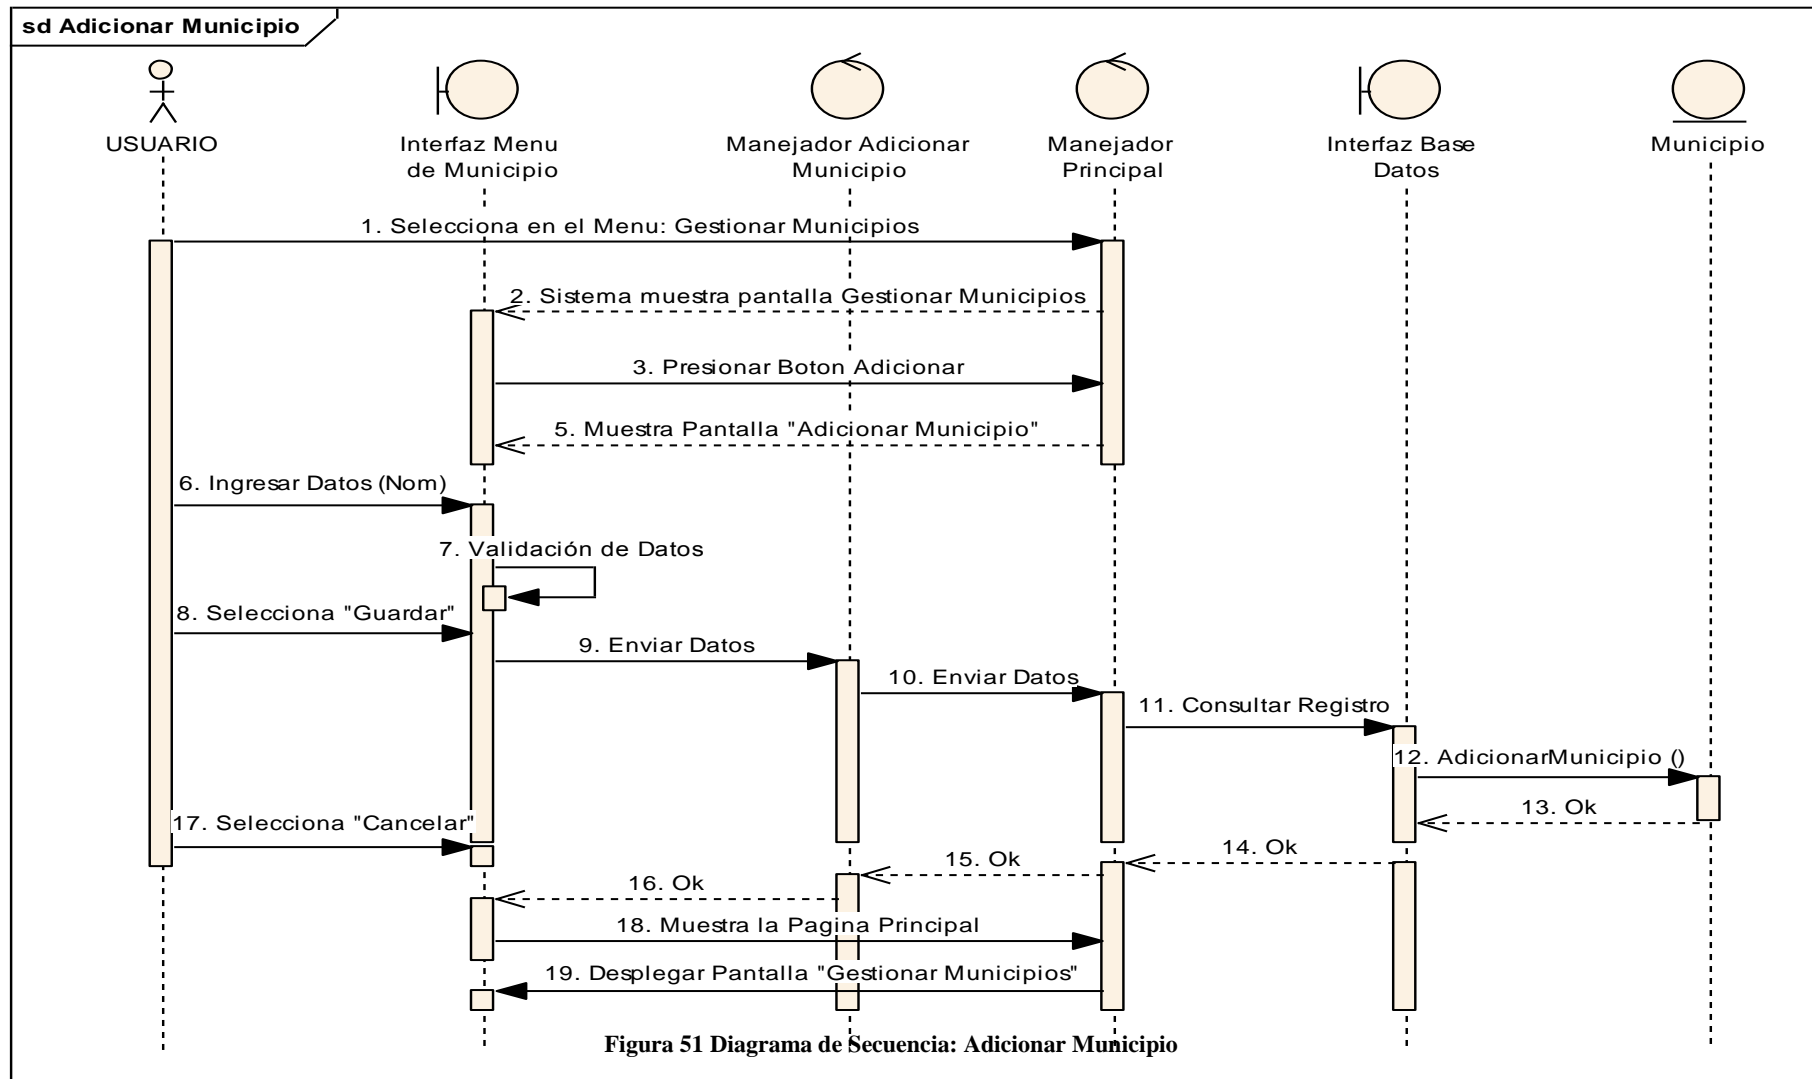 sd Adicionar Municipio
USUARIO
Interfaz Menu
de Municipio
Manejador Adicionar
Municipio
Manejador
Principal
Interfaz Base
Datos
Municipio
1. Selecciona en el Menu: Gestionar Municipios
2. Sistema muestra pantalla Gestionar Municipios
3. Presionar Boton Adicionar
5. Muestra Pantalla "Adicionar Municipio"
6. Ingresar Datos (Nom)
7. Validación de Datos
8. Selecciona "Guardar"
9. Enviar Datos
10. Enviar Datos
11. Consultar Registro
12. AdicionarMunicipio ()
13. Ok
17. Selecciona "Cancelar"
14. Ok
15. Ok
16. Ok
18. Muestra la Pagina Principal
19. Desplegar Pantalla "Gestionar Municipios"
Figura 51 Diagrama de Secuencia: Adicionar Municipio